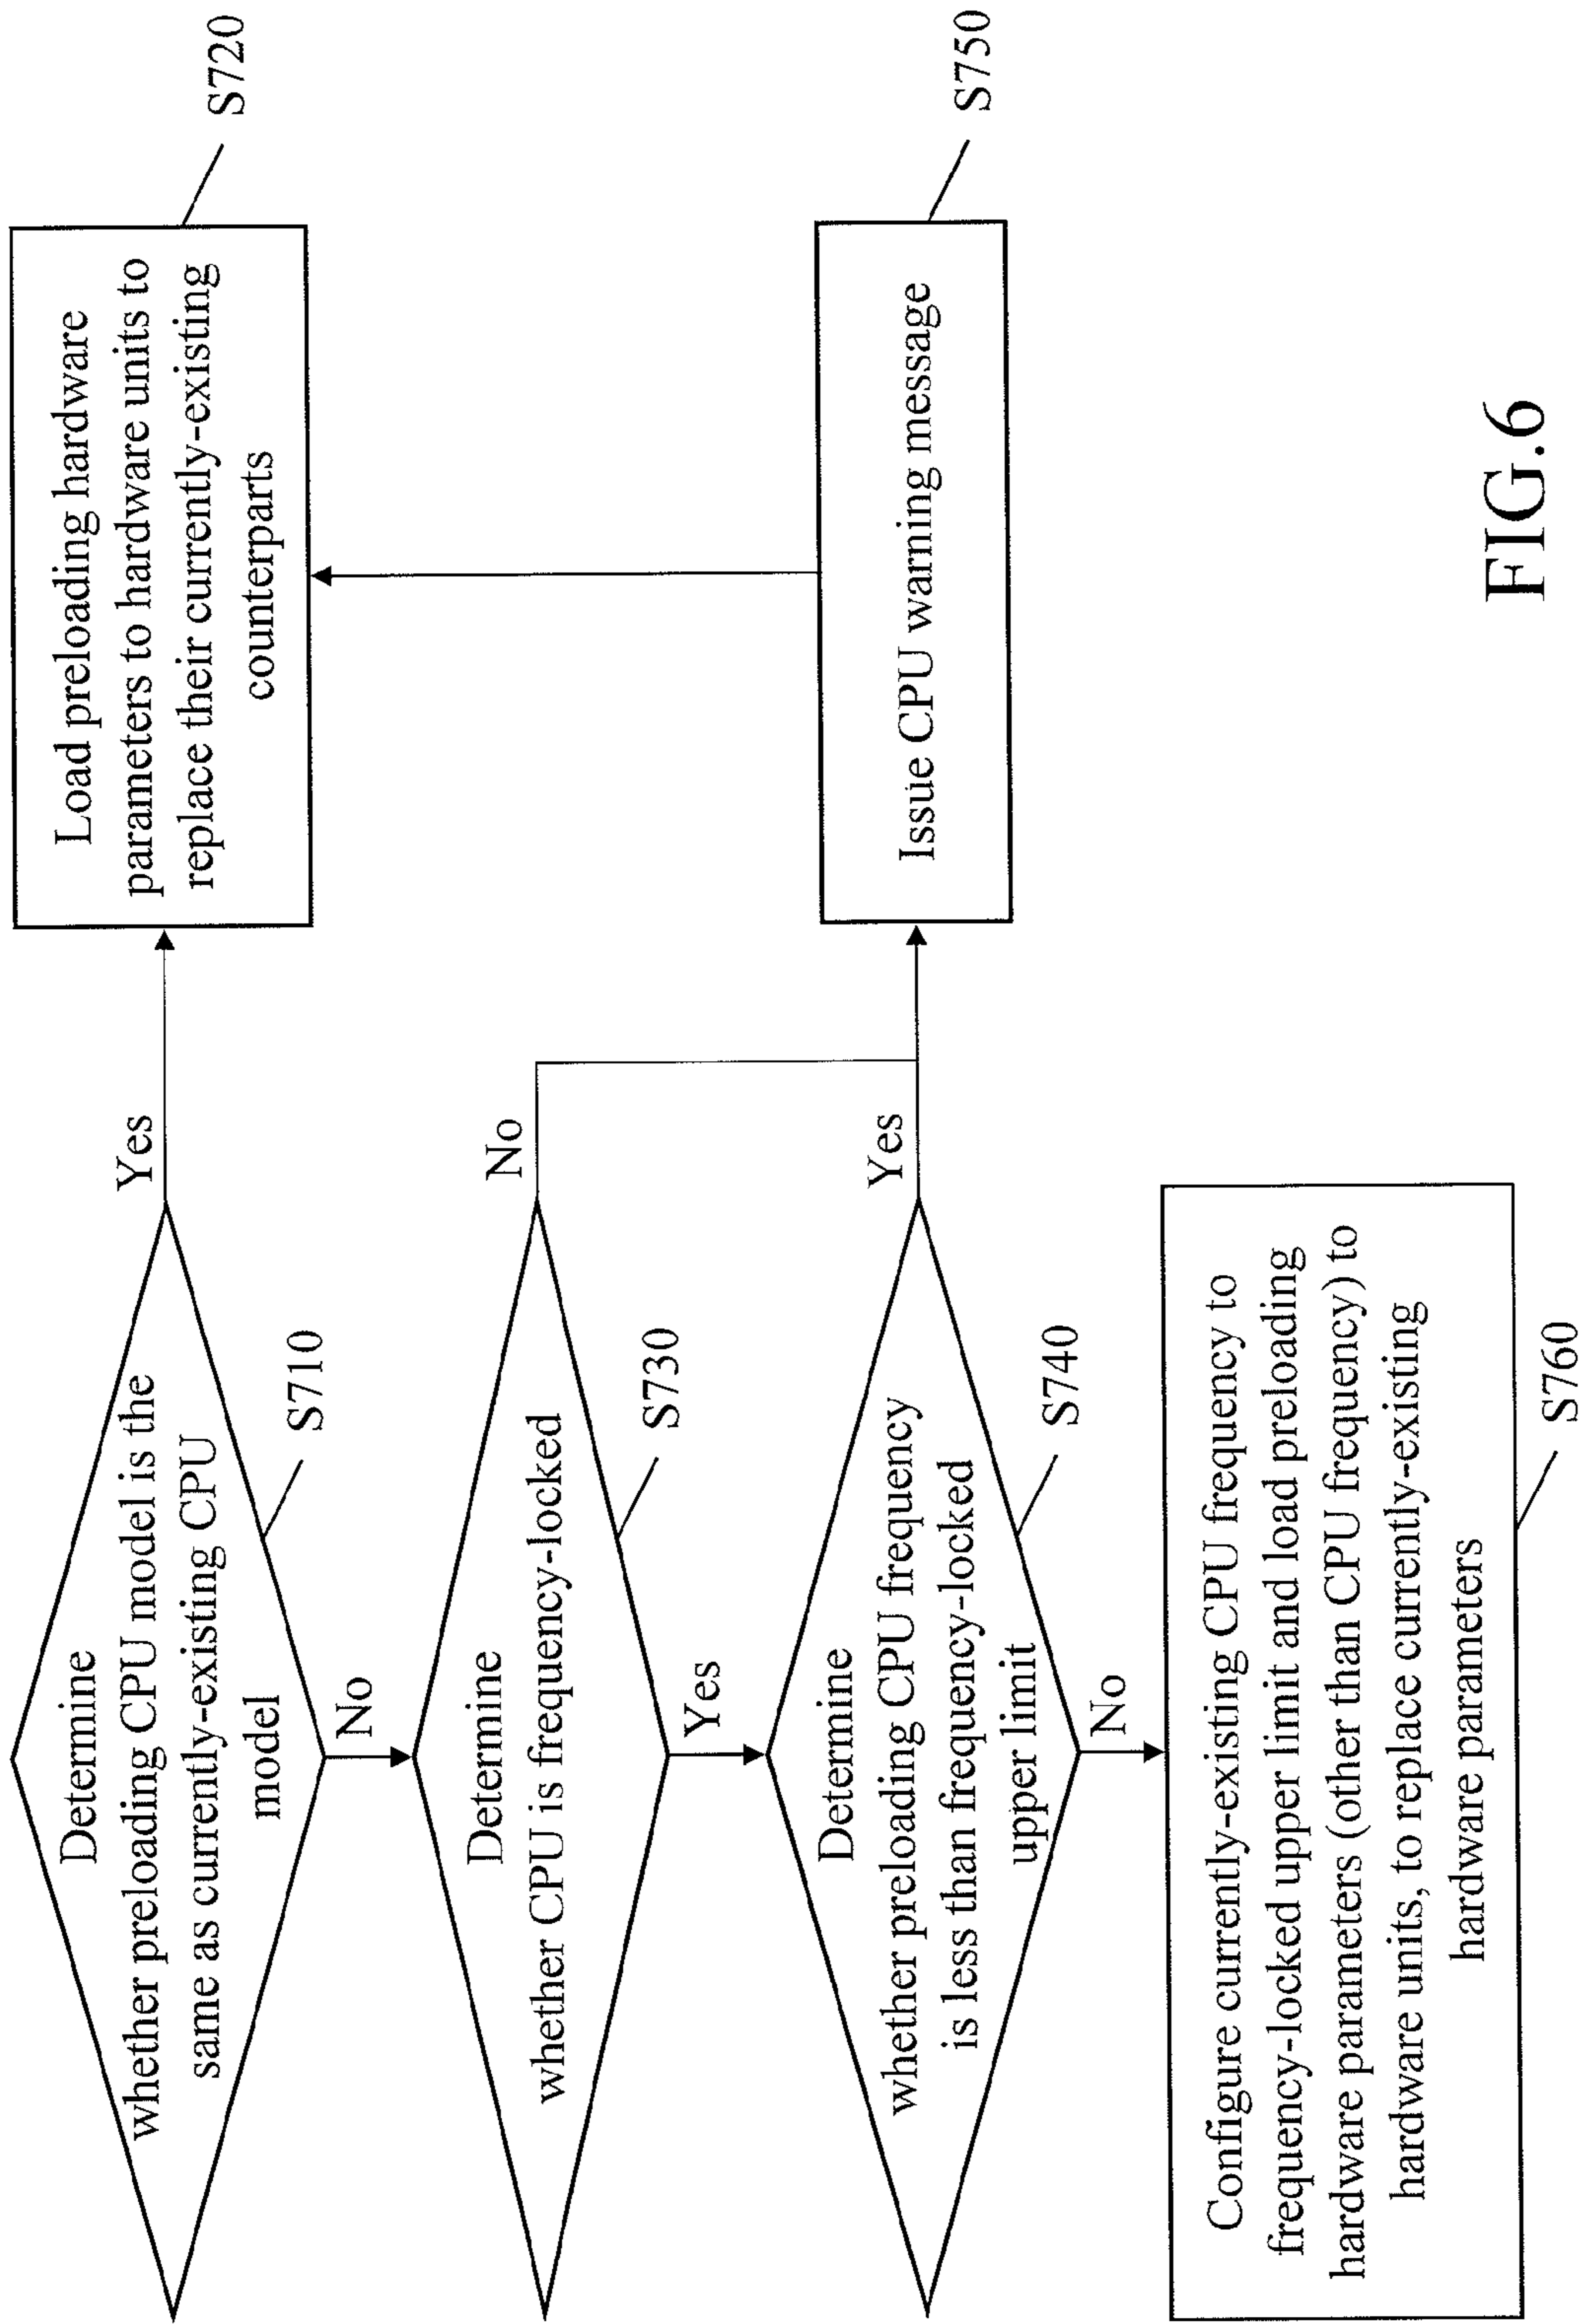 Determine
whether preloading CPU model is the
same as currently-existing CPU
model
S710
Yes
No
Load preloading hardware
parameters to hardware units to
replace their currently-existing
counterparts
S720
Determine
whether CPU is frequency-locked
S730
No
Yes
Determine
whether preloading CPU frequency
is less than frequency-locked
upper limit
S740
Yes
No
Issue CPU warning message
S750
Configure currently-existing CPU frequency to
frequency-locked upper limit and load preloading
hardware parameters (other than CPU frequency) to
hardware units, to replace currently-existing
hardware parameters
S760
FIG.6